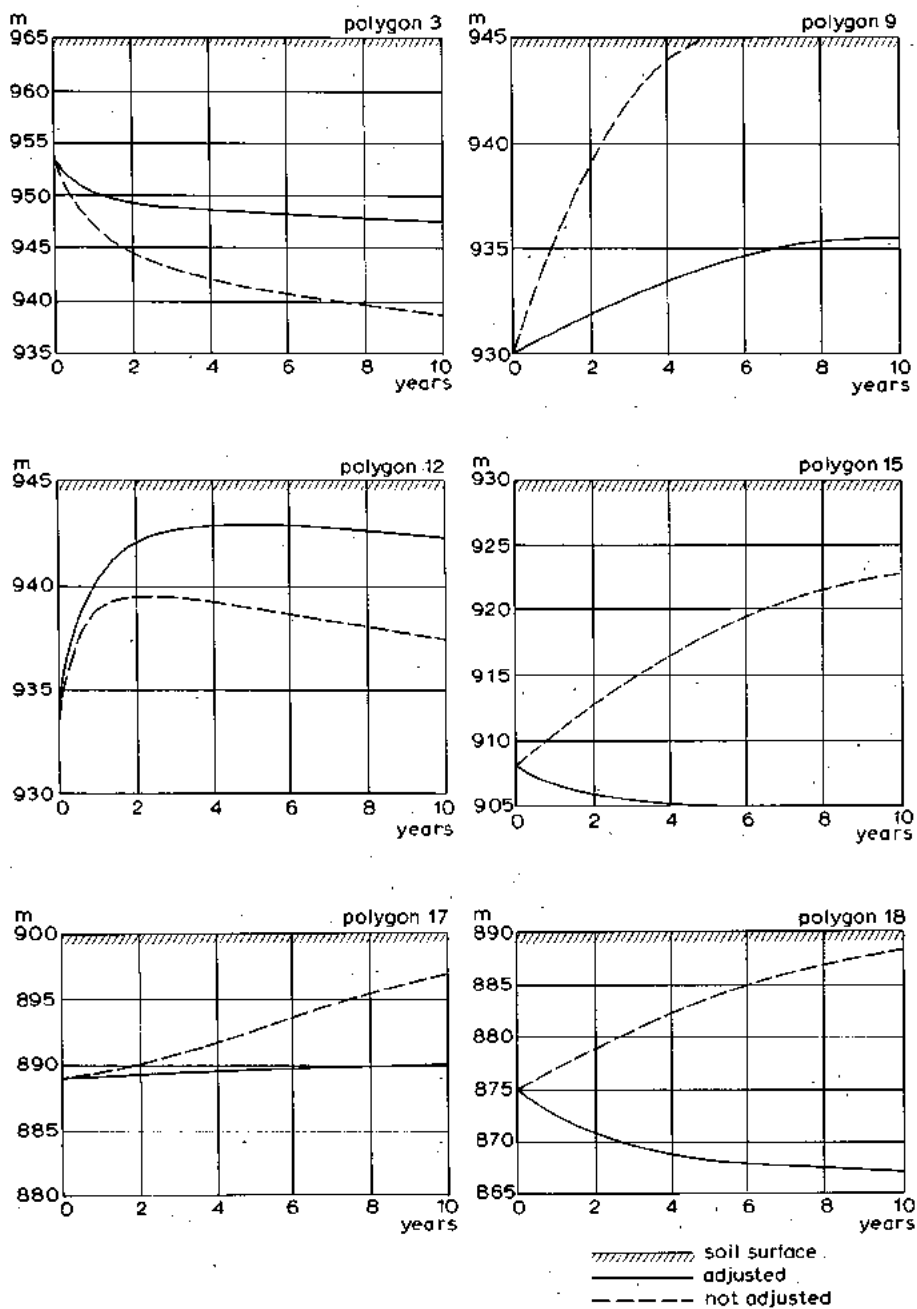 m polygon 3
965
960
955
950
945
940
935
0 2 4 6 8 10
years
m polygon 9
945
940
935
930
0 2 4 6 8 10
years
m polygon 12
945
940
935
930
0 2 4 6 8 10
years
m polygon 15
930
925
920
915
910
905
0 2 4 6 8 10
years
m polygon 17
900
895
890
885
880
0 2 4 6 8 10
years
m polygon 18
890
885
880
875
870
865
0 2 4 6 8 10
years
soil surface
adjusted
not adjusted